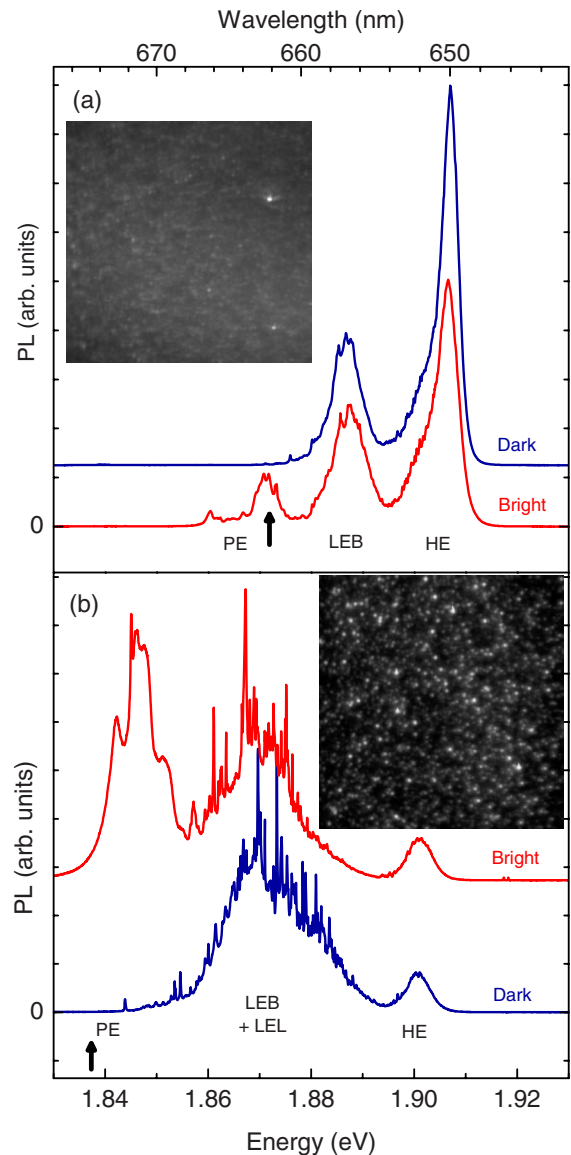 Wavelength (nm)
670 660 650
(a)
PL (arb. units)
Dark
Bright
0
PE LEB HE
(b)
PL (arb. units)
Bright
Dark
0
PE LEB HE
+ LEL
1.84 1.86 1.88 1.90 1.92
Energy (eV)